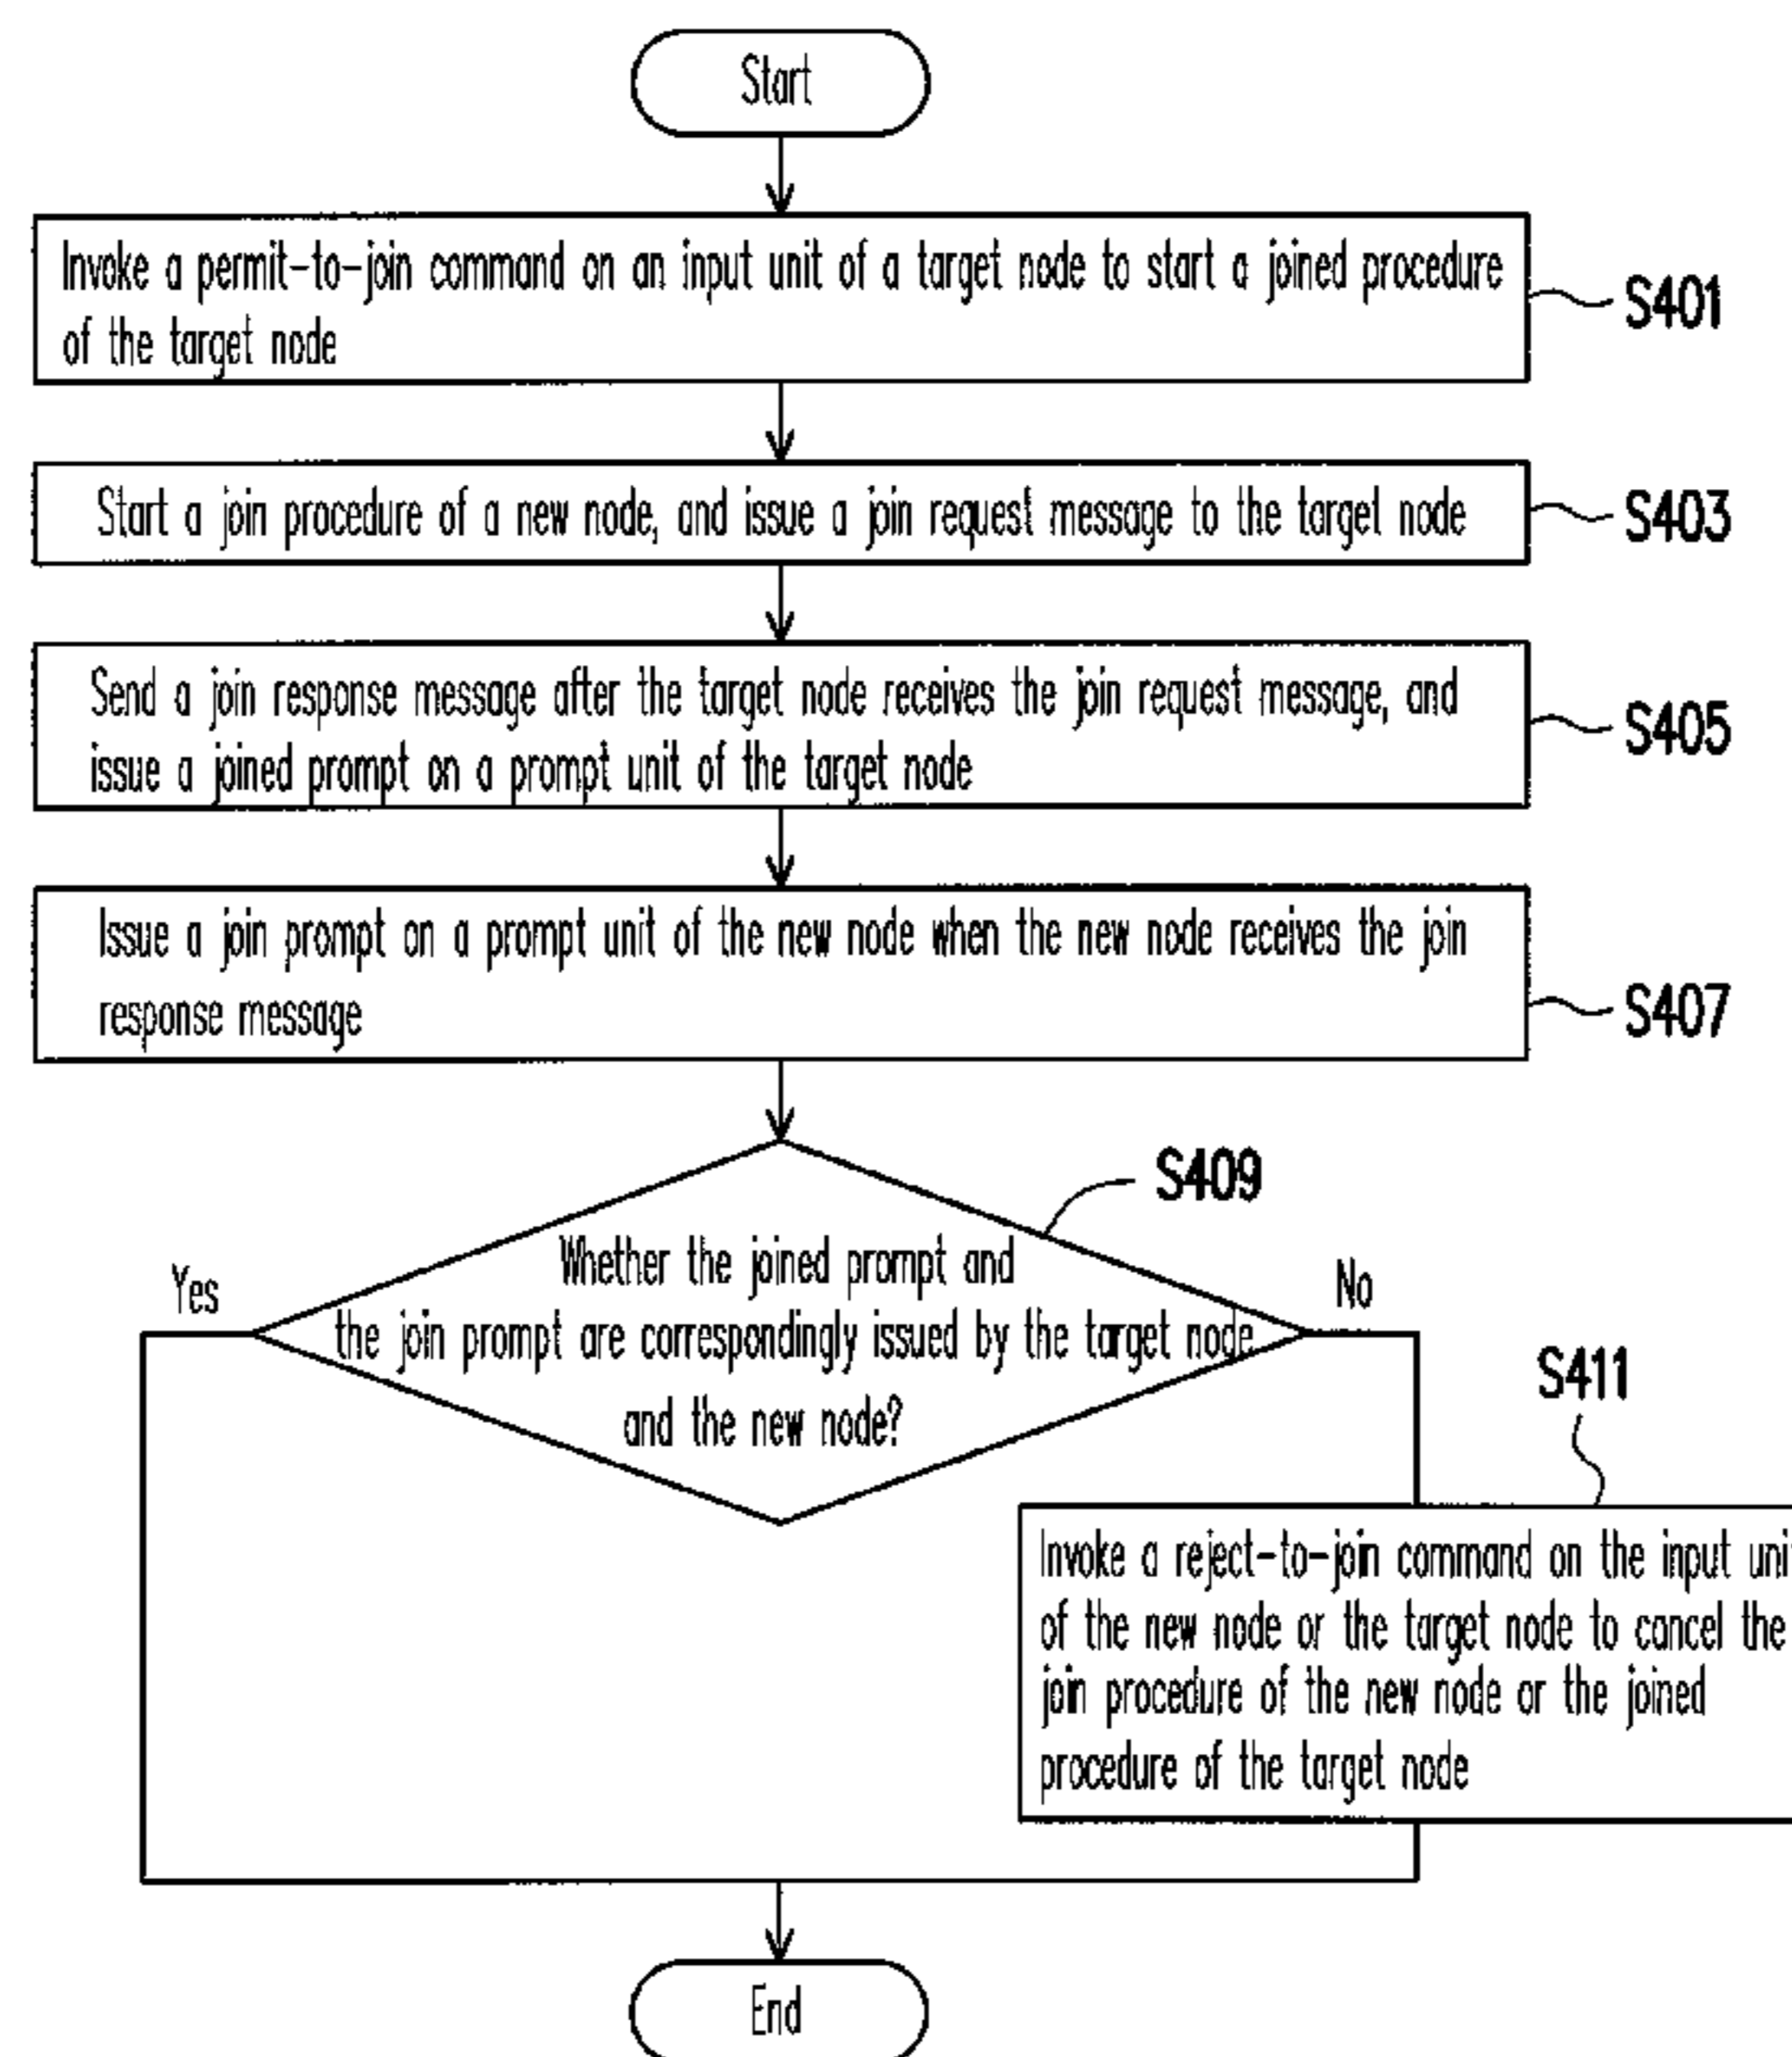 Start
Invoke a permit-to-join command on an input unit of a target node to start a joined procedure
of the target node
S401
Start a join procedure of a new node, and issue a join request message to the target node
S403
Send a join response message after the target node receives the join request message, and
issue a joined prompt on a prompt unit of the target node
S405
Issue a join prompt on a prompt unit of the new node when the new node receives the join
response message
S407
S409
Whether the joined prompt and
the join prompt are correspondingly issued by the target node
and the new node?
Yes
No
S411
Invoke a reject-to-join command on the input unit
of the new node or the target node to cancel the
join procedure of the new node or the joined
procedure of the target node
End